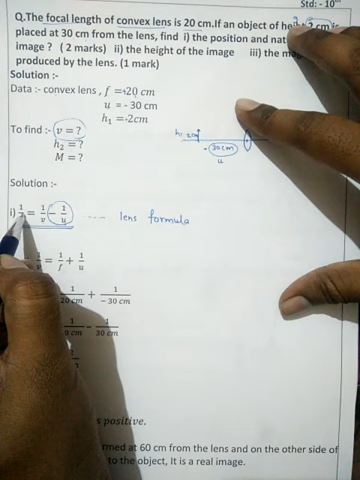 Std: - 10
Q.The focal length of convex lens is 20 cm.If an object of 2 cm is
placed at 30 cm from the lens, find i) the position and
image ? ( 2 marks) ii) the height of the image iii) the
produced by the lens. (1 mark)
Solution :-
Data :- convex lens , f = +20 cm
u = - 30 cm
h₁ = 2cm
To find :- v = ?
h₂ = ?
M = ?
h₁ 2cm
- 30 cm
u
Solution :-
i) 1/f = 1/v - 1/u ---- lens formula
1/v = 1/f + 1/u
1/20 cm + 1/- 30 cm
- 1/30 cm
positive.
at 60 cm from the lens and on the other side of
to the object, It is a real image.